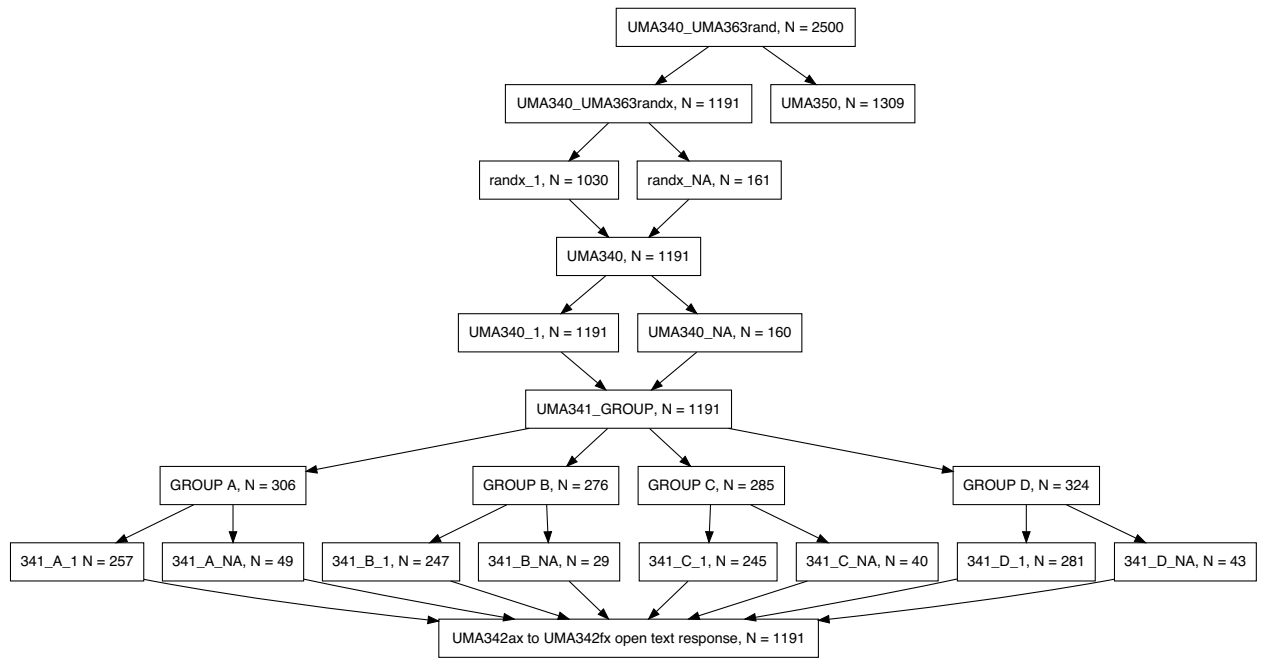 UMA340_UMA363rand, N = 2500
UMA340_UMA363randx, N = 1191
UMA350, N = 1309
randx_1, N = 1030
randx_NA, N = 161
UMA340, N = 1191
UMA340_1, N = 1191
UMA340_NA, N = 160
UMA341_GROUP, N = 1191
GROUP A, N = 306
GROUP B, N = 276
GROUP C, N = 285
GROUP D, N = 324
341_A_1 N = 257
341_A_NA, N = 49
341_B_1, N = 247
341_B_NA, N = 29
341_C_1, N = 245
341_C_NA, N = 40
341_D_1, N = 281
341_D_NA, N = 43
UMA342ax to UMA342fx open text response, N = 1191